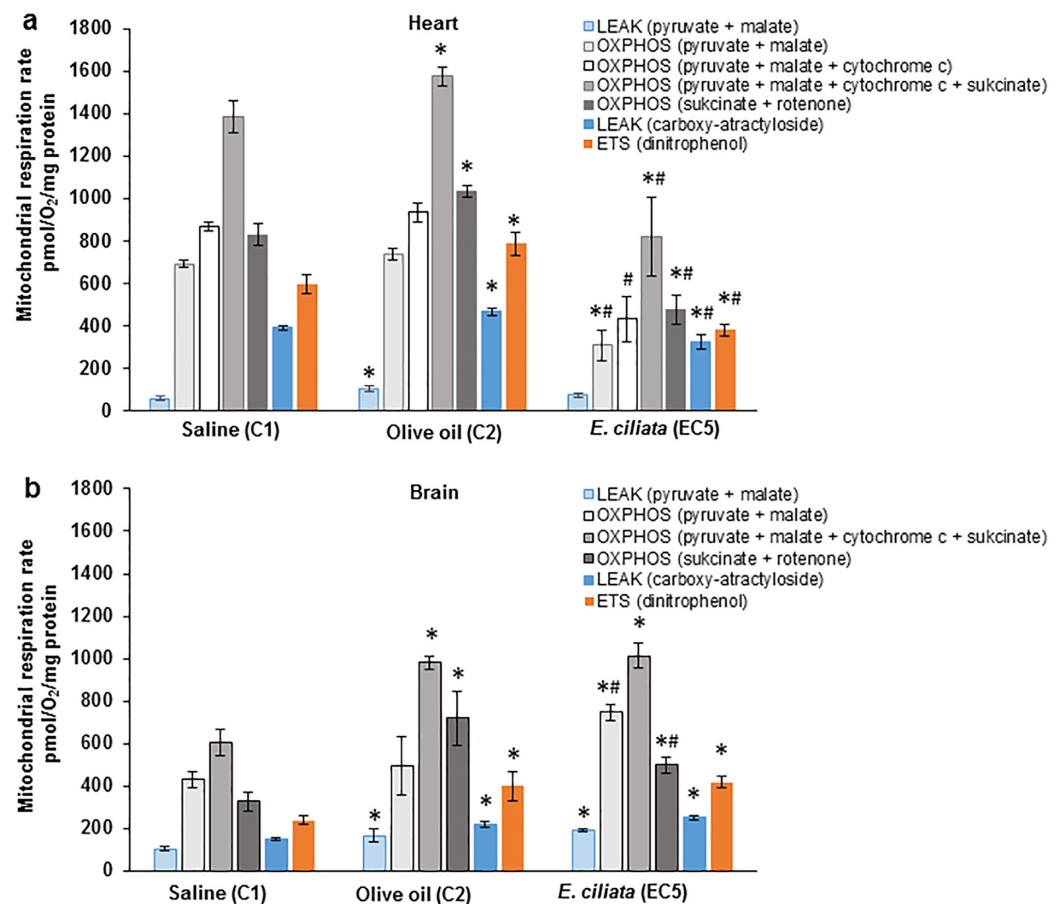 a
Heart
Mitochondrial respiration rate
pmol/O₂/mg protein
1800
1600
1400
1200
1000
800
600
400
200
0
LEAK (pyruvate + malate)
OXPHOS (pyruvate + malate)
OXPHOS (pyruvate + malate + cytochrome c)
OXPHOS (pyruvate + malate + cytochrome c + sukcinate)
OXPHOS (sukcinate + rotenone)
LEAK (carboxy-atractyloside)
ETS (dinitrophenol)
* * * * *
*# # *# *# *# *#
Saline (C1) Olive oil (C2) E. ciliata (EC5)
b
Brain
Mitochondrial respiration rate
pmol/O₂/mg protein
1800
1600
1400
1200
1000
800
600
400
200
0
LEAK (pyruvate + malate)
OXPHOS (pyruvate + malate)
OXPHOS (pyruvate + malate + cytochrome c + sukcinate)
OXPHOS (sukcinate + rotenone)
LEAK (carboxy-atractyloside)
ETS (dinitrophenol)
* * * * *
* *# * *# * *
Saline (C1) Olive oil (C2) E. ciliata (EC5)